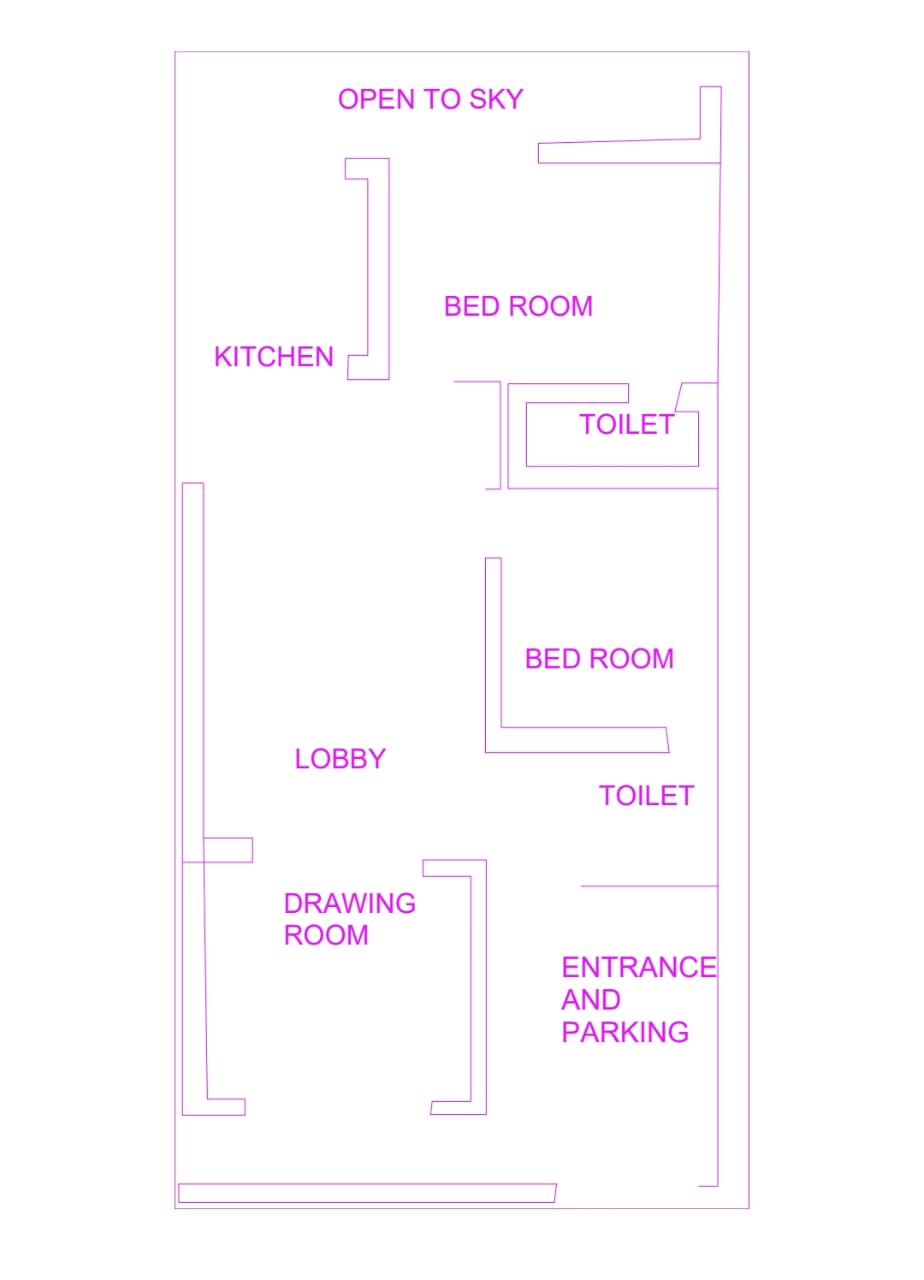 OPEN TO SKY
BED ROOM
KITCHEN
TOILET
BED ROOM
LOBBY
TOILET
DRAWING
ROOM
ENTRANCE
AND
PARKING